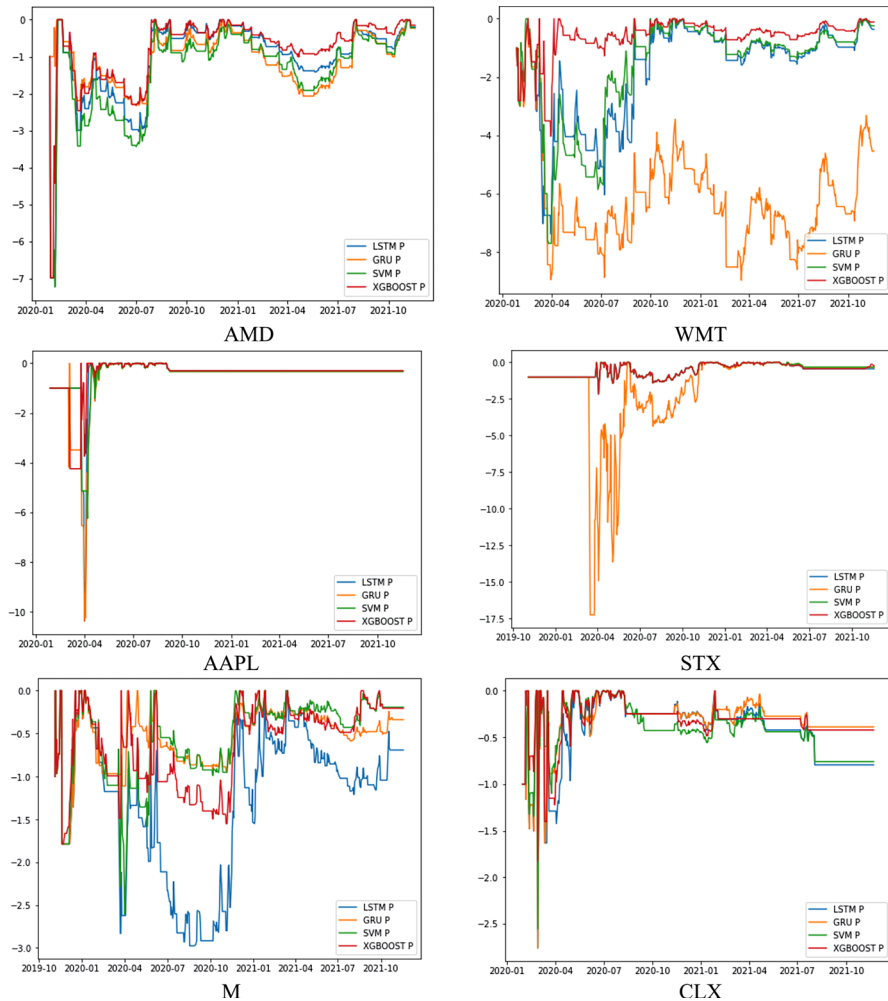 0
−1
−2
−3
−4
−5
−6
−7
LSTM P
GRU P
SVM P
XGBOOST P
2020-01 2020-04 2020-07 2020-10 2021-01 2021-04 2021-07 2021-10
AMD
0
−2
−4
−6
−8
LSTM P
GRU P
SVM P
XGBOOST P
2020-01 2020-04 2020-07 2020-10 2021-01 2021-04 2021-07 2021-10
WMT
0
−2
−4
−6
−8
−10
LSTM P
GRU P
SVM P
XGBOOST P
2020-01 2020-04 2020-07 2020-10 2021-01 2021-04 2021-07 2021-10
AAPL
0.0
−2.5
−5.0
−7.5
−10.0
−12.5
−15.0
−17.5
LSTM P
GRU P
SVM P
XGBOOST P
2019-10 2020-01 2020-04 2020-07 2020-10 2021-01 2021-04 2021-07 2021-10
STX
0.0
−0.5
−1.0
−1.5
−2.0
−2.5
−3.0
LSTM P
GRU P
SVM P
XGBOOST P
2019-10 2020-01 2020-04 2020-07 2020-10 2021-01 2021-04 2021-07 2021-10
M
0.0
−0.5
−1.0
−1.5
−2.0
−2.5
LSTM P
GRU P
SVM P
XGBOOST P
2020-01 2020-04 2020-07 2020-10 2021-01 2021-04 2021-07 2021-10
CLX